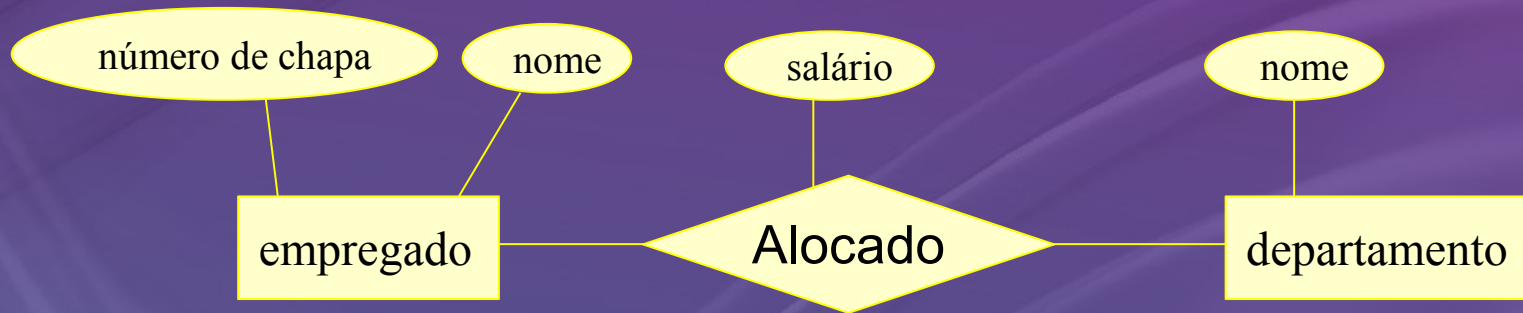 número de chapa
nome
salário
nome
empregado
Alocado
departamento